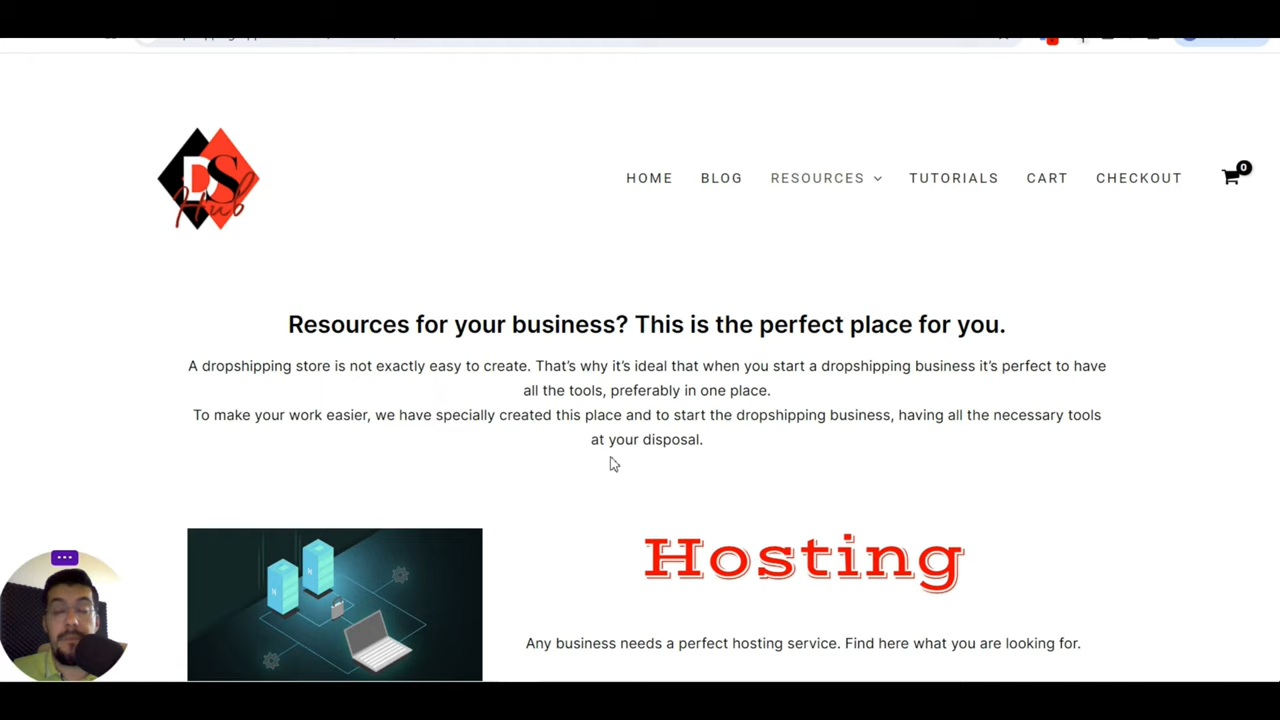 DS
Hub
HOME BLOG RESOURCES TUTORIALS CART CHECKOUT 0
Resources for your business? This is the perfect place for you.
A dropshipping store is not exactly easy to create. That's why it's ideal that when you start a dropshipping business it's perfect to have
all the tools, preferably in one place.
To make your work easier, we have specially created this place and to start the dropshipping business, having all the necessary tools
at your disposal.
Hosting
Any business needs a perfect hosting service. Find here what you are looking for.